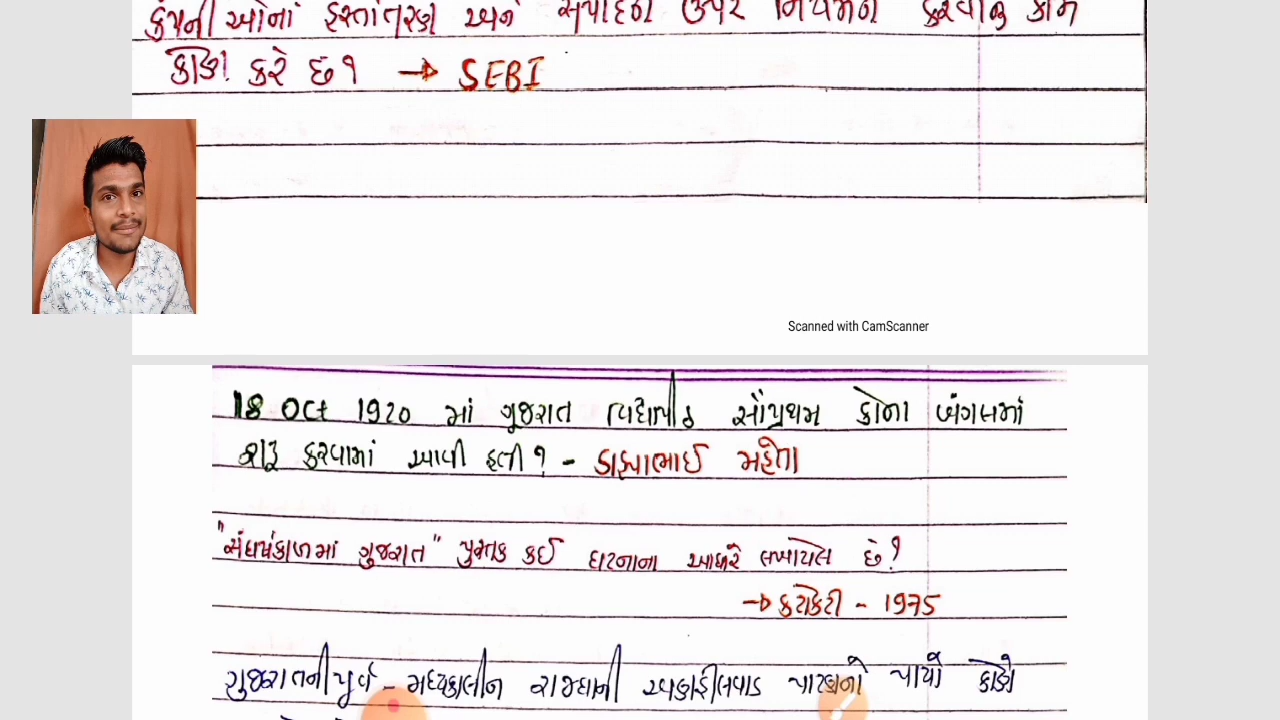 કંપનીઓનાં હસ્તાંતરણ અને સંપાદન ઉપર નિયમન કરવાનું કામ
કોણ કરે છે? → SEBI
Scanned with CamScanner
18 Oct 1920 માં ગુજરાત વિદ્યાપીઠ સૌપ્રથમ કોના બંગલામાં
શરૂ કરવામાં આવી હતી? - ડાહ્યાભાઈ મહેતા
"સંઘર્ષકાળમાં ગુજરાત" પુસ્તક કઈ ઘટનાના આધારે લખાયેલ છે?
→ કટોકટી - 1975
ગુજરાતની પૂર્વ - મધ્યકાલીન રાજધાની અણહીલવાડ પાટણનો પાયો કોણે